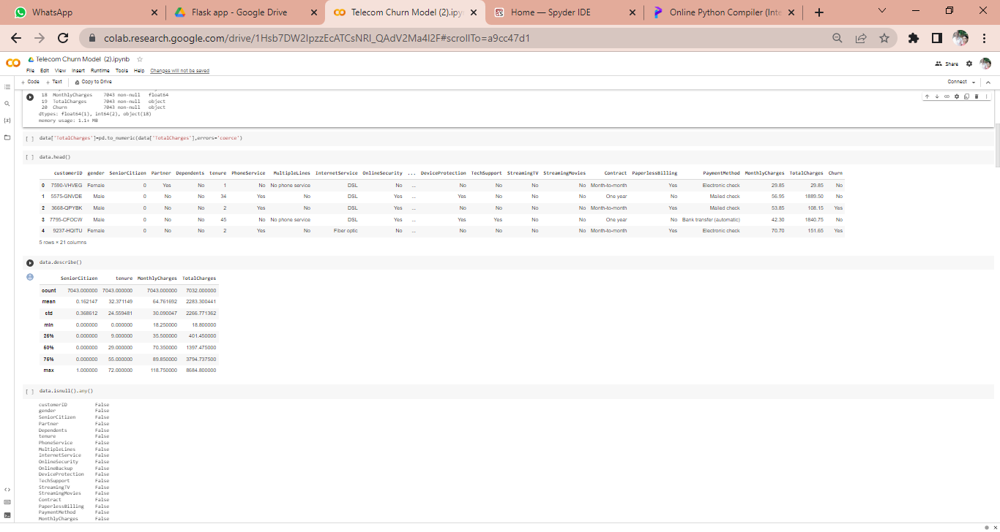 WhatsApp
Flask app - Google Drive
Telecom Churn Model (2).ipy
Home — Spyder IDE
Online Python Compiler (Inte
colab.research.google.com/drive/1Hsb7DW2IpzzEcATCsNRl_QAdV2Ma4I2F#scrollTo=a9cc47d1
Telecom Churn Model (2).ipynb
File Edit View Insert Runtime Tools Help Changes will not be saved
Share
+ Code + Text Copy to Drive
Connect
18 MonthlyCharges 7043 non-null float64
19 TotalCharges 7043 non-null object
20 Churn 7043 non-null object
dtypes: float64(1), int64(2), object(18)
memory usage: 1.1+ MB
[ ] data['TotalCharges']=pd.to_numeric(data['TotalCharges'],errors='coerce')
[ ] data.head()
customerID gender SeniorCitizen Partner Dependents tenure PhoneService MultipleLines InternetService OnlineSecurity ... DeviceProtection TechSupport StreamingTV StreamingMovies Contract PaperlessBilling PaymentMethod MonthlyCharges TotalCharges Churn
0 7590-VHVEG Female 0 Yes No 1 No No phone service DSL No ... No No No No Month-to-month Yes Electronic check 29.85 29.85 No
1 5575-GNVDE Male 0 No No 34 Yes No DSL Yes ... Yes No No No One year No Mailed check 56.95 1889.50 No
2 3668-QPYBK Male 0 No No 2 Yes No DSL Yes ... No No No No Month-to-month Yes Mailed check 53.85 108.15 Yes
3 7795-CFOCW Male 0 No No 45 No No phone service DSL Yes ... Yes Yes No No One year No Bank transfer (automatic) 42.30 1840.75 No
4 9237-HQITU Female 0 No No 2 Yes No Fiber optic No ... No No No No Month-to-month Yes Electronic check 70.70 151.65 Yes
5 rows × 21 columns
data.describe()
SeniorCitizen tenure MonthlyCharges TotalCharges
count 7043.000000 7043.000000 7043.000000 7032.000000
mean 0.162147 32.371149 64.761692 2283.300441
std 0.368612 24.559481 30.090047 2266.771362
min 0.000000 0.000000 18.250000 18.800000
25% 0.000000 9.000000 35.500000 401.450000
50% 0.000000 29.000000 70.350000 1397.475000
75% 0.000000 55.000000 89.850000 3794.737500
max 1.000000 72.000000 118.750000 8684.800000
[ ] data.isnull().any()
customerID False
gender False
SeniorCitizen False
Partner False
Dependents False
tenure False
PhoneService False
MultipleLines False
InternetService False
OnlineSecurity False
OnlineBackup False
DeviceProtection False
TechSupport False
StreamingTV False
StreamingMovies False
Contract False
PaperlessBilling False
PaymentMethod False
MonthlyCharges False